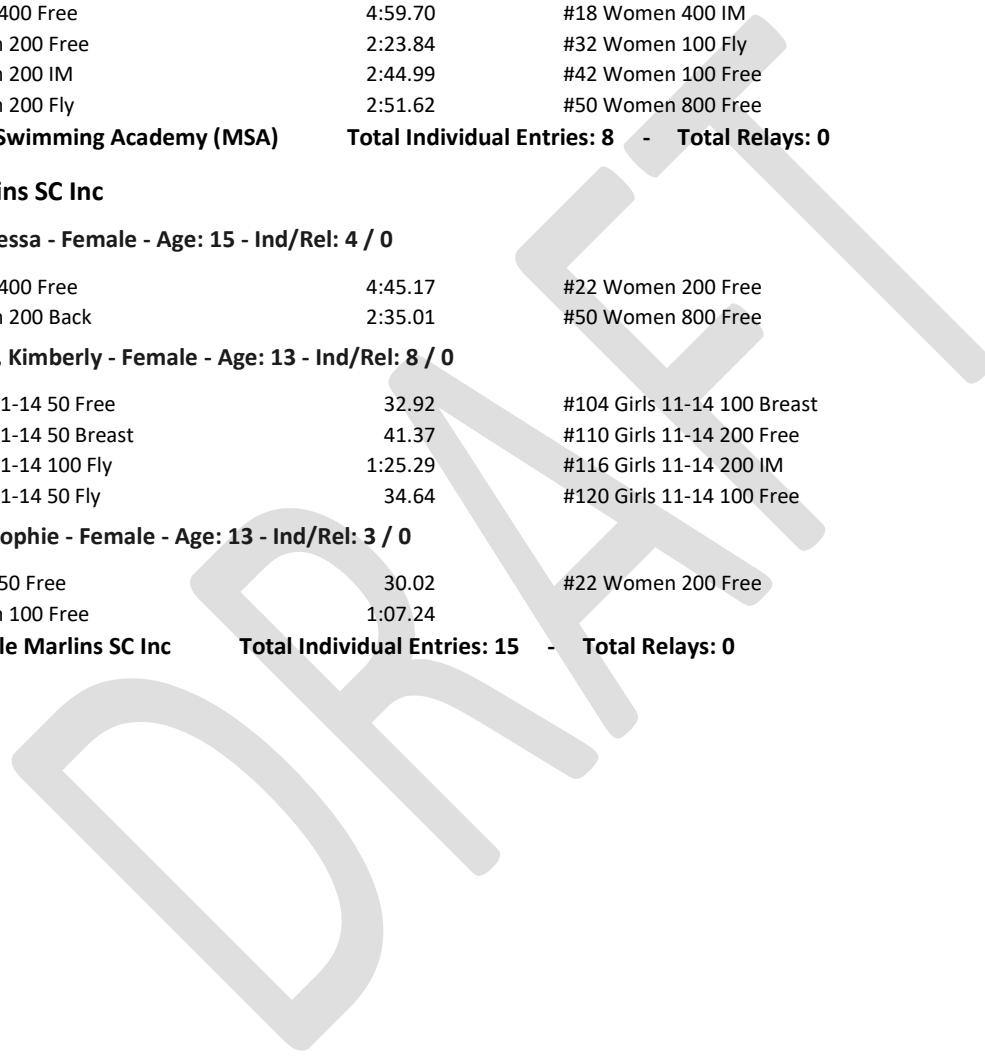 400 Free 4:59.70 #18 Women 400 IM
n 200 Free 2:23.84 #32 Women 100 Fly
n 200 IM 2:44.99 #42 Women 100 Free
n 200 Fly 2:51.62 #50 Women 800 Free
Swimming Academy (MSA) Total Individual Entries: 8 - Total Relays: 0
ins SC Inc
essa - Female - Age: 15 - Ind/Rel: 4 / 0
400 Free 4:45.17 #22 Women 200 Free
n 200 Back 2:35.01 #50 Women 800 Free
, Kimberly - Female - Age: 13 - Ind/Rel: 8 / 0
1-14 50 Free 32.92 #104 Girls 11-14 100 Breast
1-14 50 Breast 41.37 #110 Girls 11-14 200 Free
1-14 100 Fly 1:25.29 #116 Girls 11-14 200 IM
1-14 50 Fly 34.64 #120 Girls 11-14 100 Free
ophie - Female - Age: 13 - Ind/Rel: 3 / 0
50 Free 30.02 #22 Women 200 Free
n 100 Free 1:07.24
le Marlins SC Inc Total Individual Entries: 15 - Total Relays: 0
DRAFT